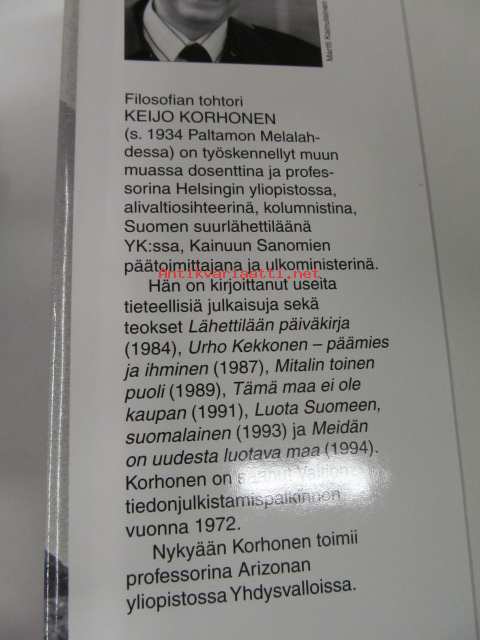 Martti Kainulainen
Filosofian tohtori
KEIJO KORHONEN
(s. 1934 Paltamon Melalah-
dessa) on työskennellyt muun
muassa dosenttina ja profes-
sorina Helsingin yliopistossa,
alivaltiosihteerinä, kolumnistina,
Suomen suurlähettiläänä
YK:ssa, Kainuun Sanomien
päätoimittajana ja ulkoministerinä.
Antikvariaatti.net
Hän on kirjoittanut useita
tieteellisiä julkaisuja sekä
teokset Lähettilään päiväkirja
(1984), Urho Kekkonen – päämies
ja ihminen (1987), Mitalin toinen
puoli (1989), Tämä maa ei ole
kaupan (1991), Luota Suomeen,
suomalainen (1993) ja Meidän
on uudesta luotava maa (1994).
Korhonen on saanut Valtion
tiedonjulkistamispalkinnon
vuonna 1972.
Nykyään Korhonen toimii
professorina Arizonan
yliopistossa Yhdysvalloissa.